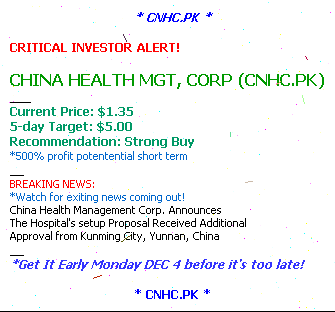 * CNHC.PK *
CRITICAL INVESTOR ALERT!
CHINA HEALTH MGT, CORP (CNHC.PK)
Current Price: $1.35
5-day Target: $5.00
Recommendation: Strong Buy
*500% profit potentential short term
BREAKING NEWS:
*Watch for exiting news coming out!
China Health Management Corp. Announces
The Hospital's setup Proposal Received Additional
Approval from Kunming City, Yunnan, China
*Get It Early Monday DEC 4 before it's too late!
* CNHC.PK *